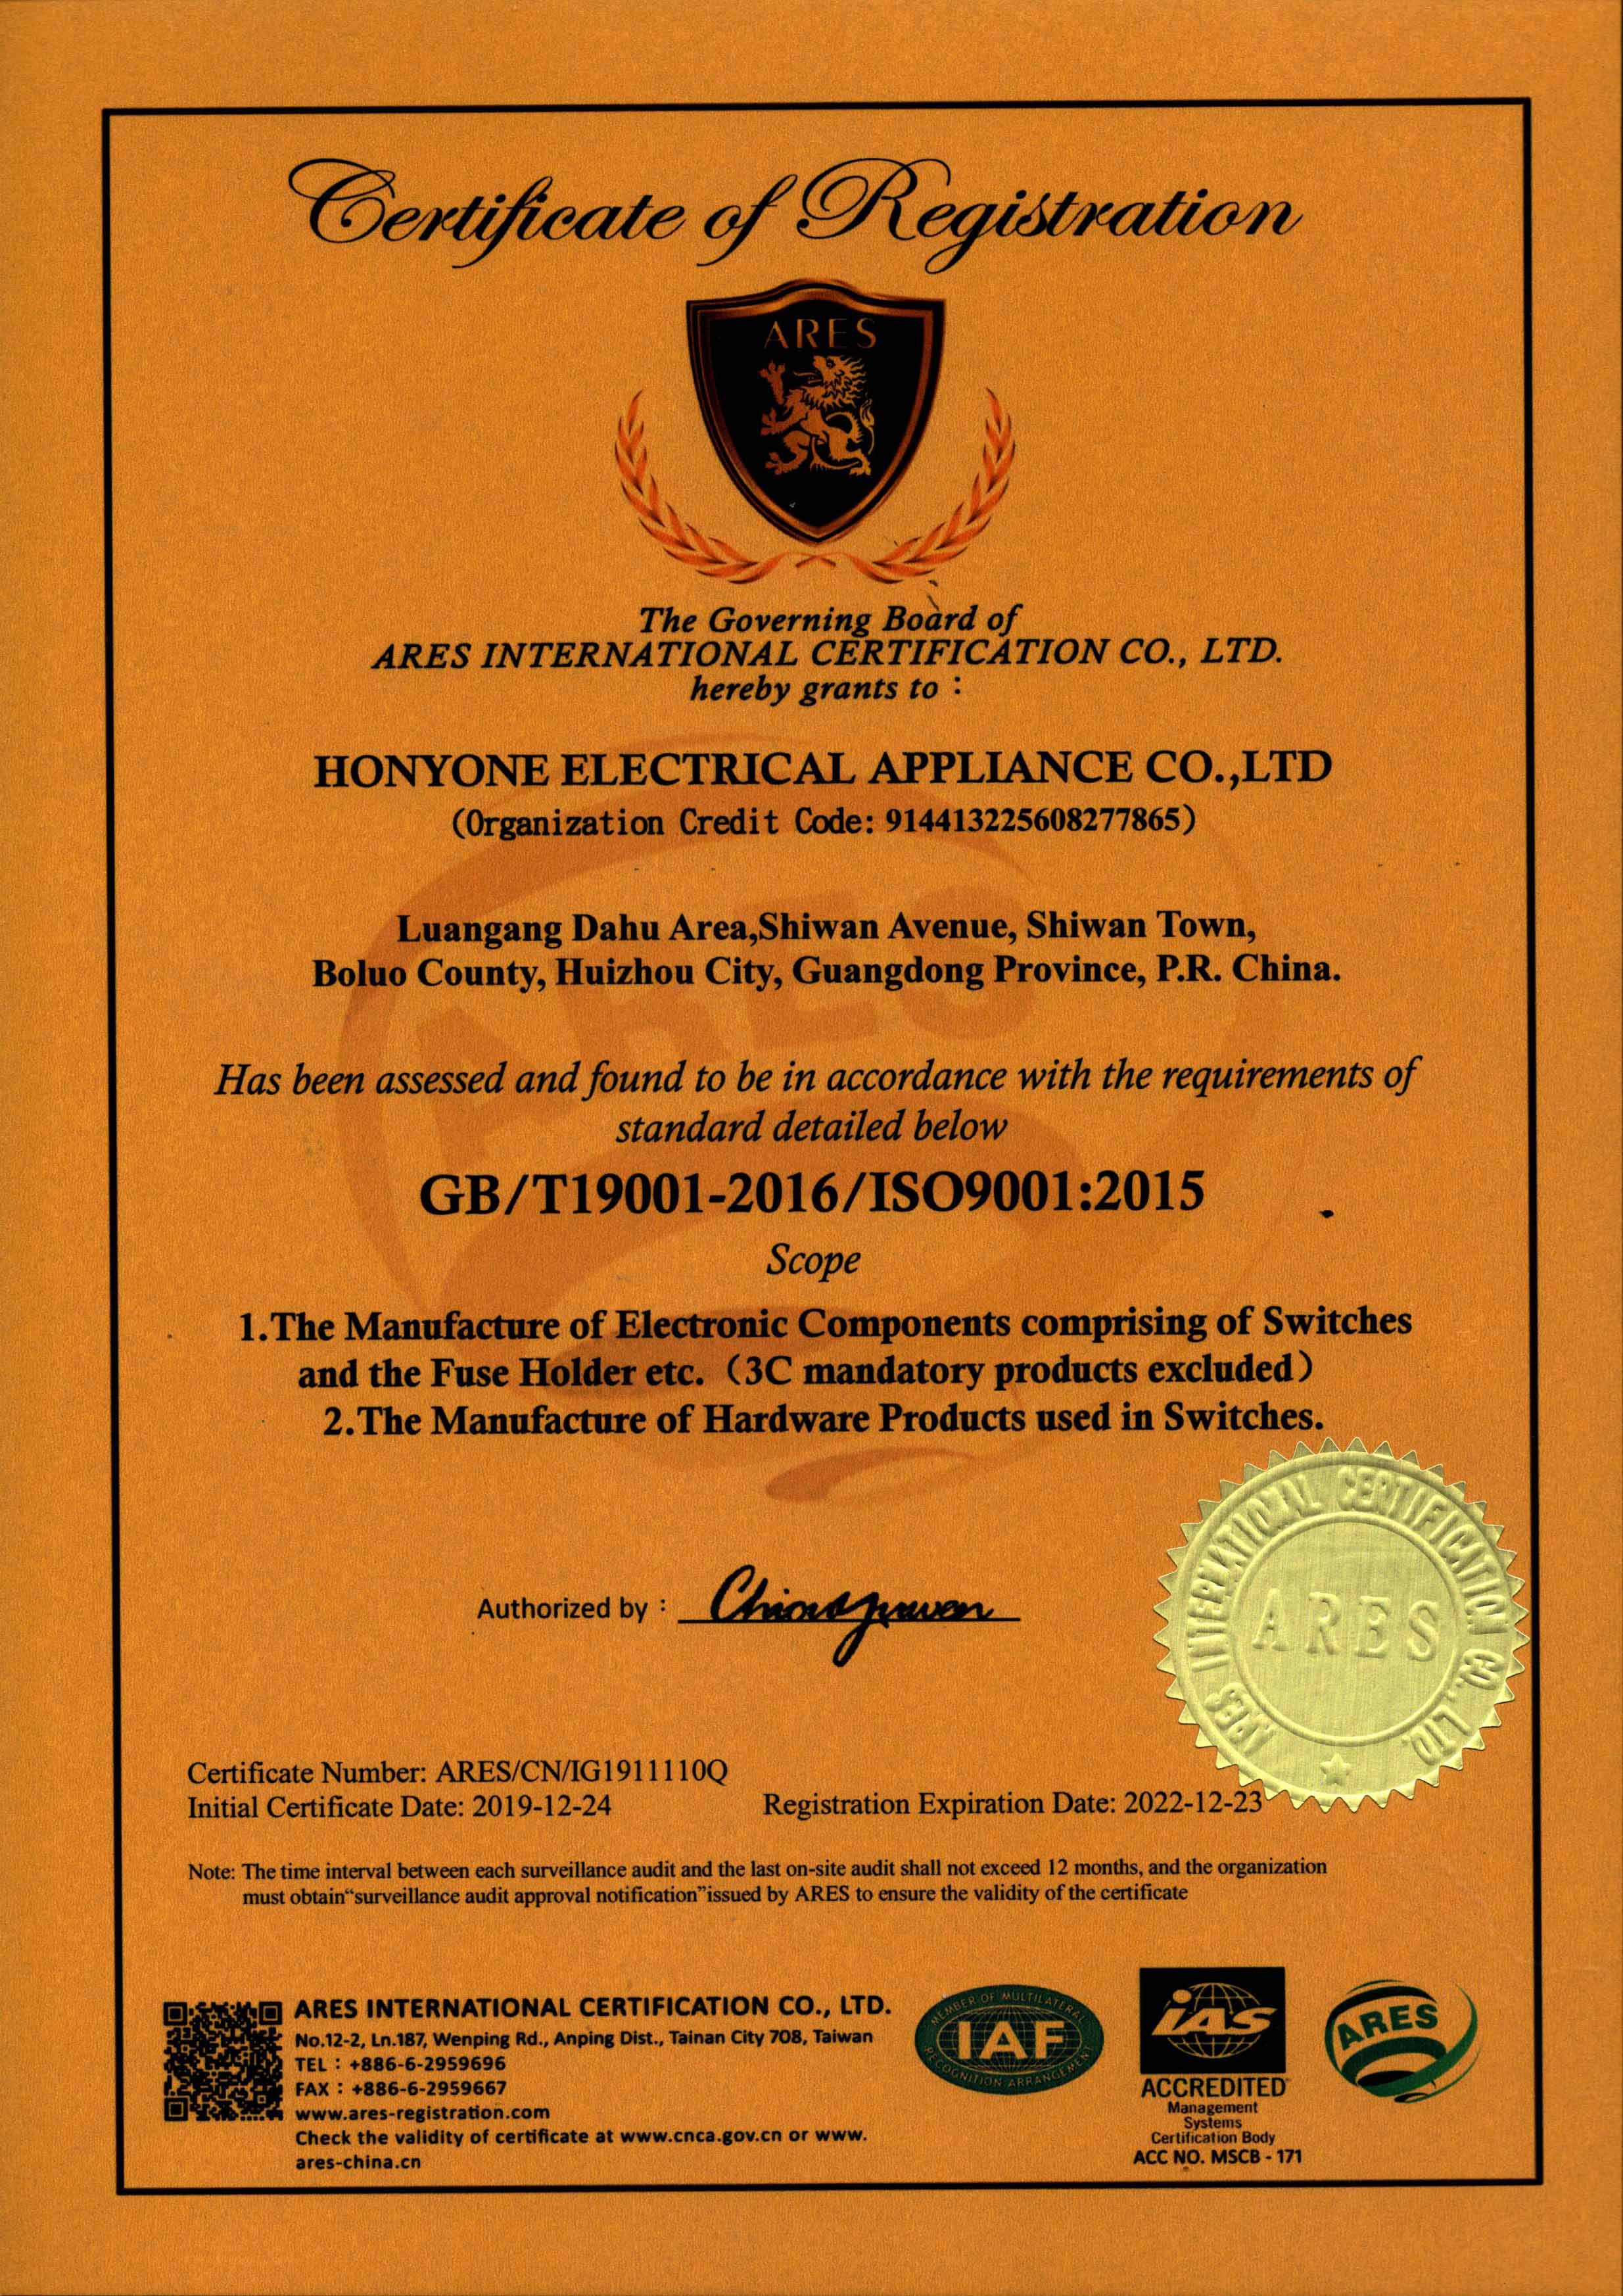 Certificate of Registration
ARES
The Governing Board of
ARES INTERNATIONAL CERTIFICATION CO., LTD.
hereby grants to :
HONYONE ELECTRICAL APPLIANCE CO.,LTD
(Organization Credit Code: 914413225608277865)
Luangang Dahu Area,Shiwan Avenue, Shiwan Town,
Boluo County, Huizhou City, Guangdong Province, P.R. China.
ARES
Has been assessed and found to be in accordance with the requirements of
standard detailed below
GB/T19001-2016/ISO9001:2015
Scope
1.The Manufacture of Electronic Components comprising of Switches
and the Fuse Holder etc.（3C mandatory products excluded）
2.The Manufacture of Hardware Products used in Switches.
Authorized by :
ARES INTERNATIONAL CERTIFICATION CO., LTD.
ARES
Certificate Number: ARES/CN/IG1911110Q
Initial Certificate Date: 2019-12-24
Registration Expiration Date: 2022-12-23
Note: The time interval between each surveillance audit and the last on-site audit shall not exceed 12 months, and the organization
must obtain“surveillance audit approval notification”issued by ARES to ensure the validity of the certificate
ARES INTERNATIONAL CERTIFICATION CO., LTD.
No.12-2, Ln.187, Wenping Rd., Anping Dist., Tainan City 708, Taiwan
TEL : +886-6-2959696
FAX : +886-6-2959667
www.ares-registration.com
Check the validity of certificate at www.cnca.gov.cn or www.
ares-china.cn
MEMBER OF MULTILATERAL
IAF
RECOGNITION ARRANGEMENT
iAS
ACCREDITED
Management
Systems
Certification Body
ACC NO. MSCB - 171
ARES